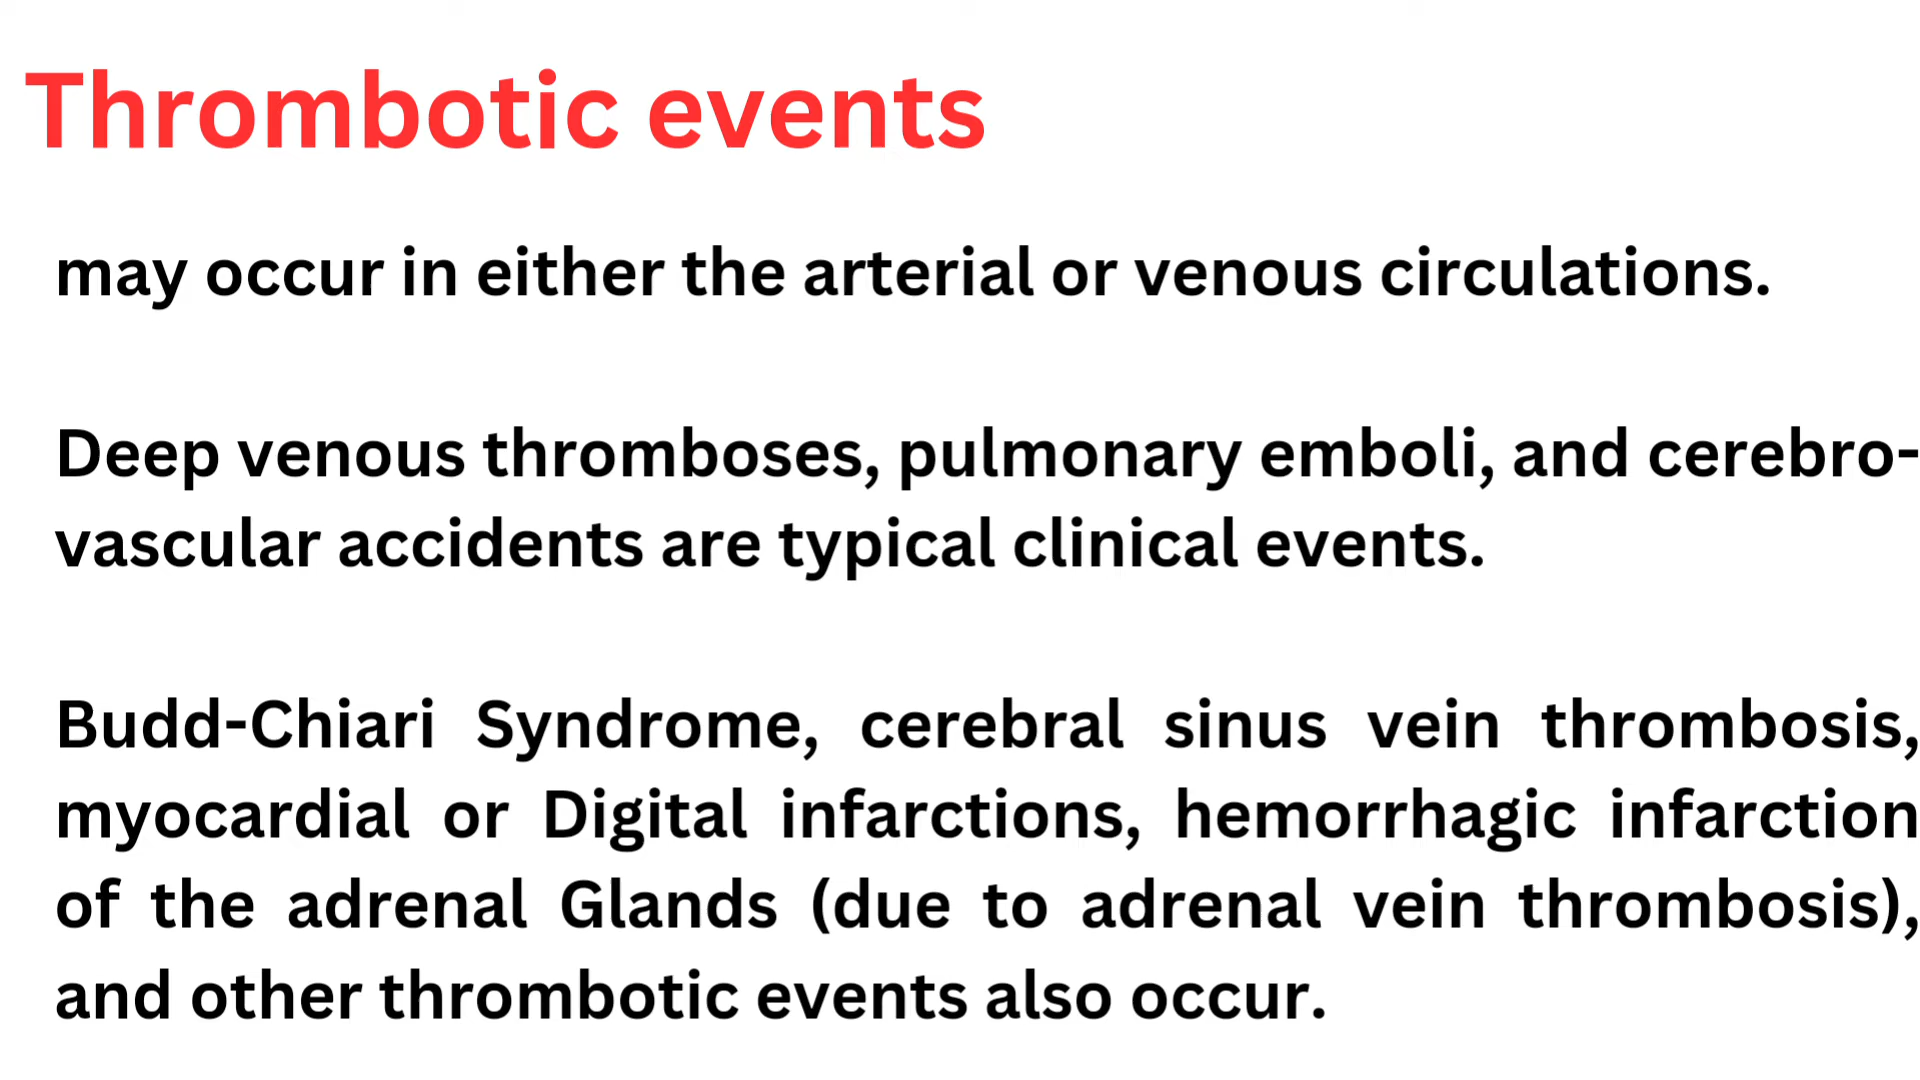 Thrombotic events
may occur in either the arterial or venous circulations.
Deep venous thromboses, pulmonary emboli, and cerebro-
vascular accidents are typical clinical events.
Budd-Chiari Syndrome, cerebral sinus vein thrombosis,
myocardial or Digital infarctions, hemorrhagic infarction
of the adrenal Glands (due to adrenal vein thrombosis),
and other thrombotic events also occur.